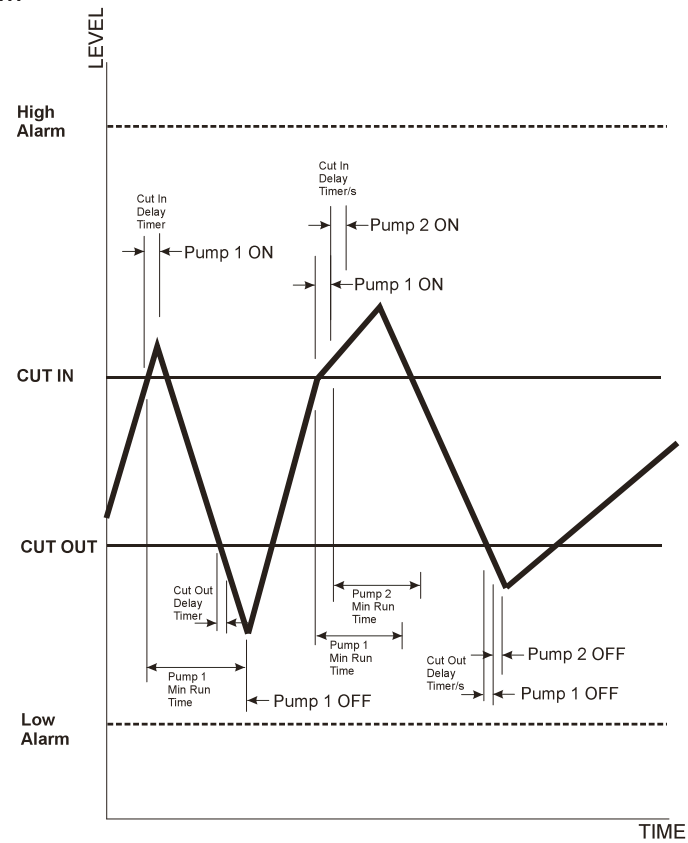 LEVEL
High
Alarm
Cut In
Delay
Timer
Pump 1 ON
Cut In
Delay
Timer/s
Pump 2 ON
Pump 1 ON
CUT IN
CUT OUT
Cut Out
Delay
Timer
Pump 1
Min Run
Time
Pump 1 OFF
Pump 2
Min Run
Time
Pump 1
Min Run
Time
Cut Out
Delay
Timer/s
Pump 2 OFF
Pump 1 OFF
Low
Alarm
TIME